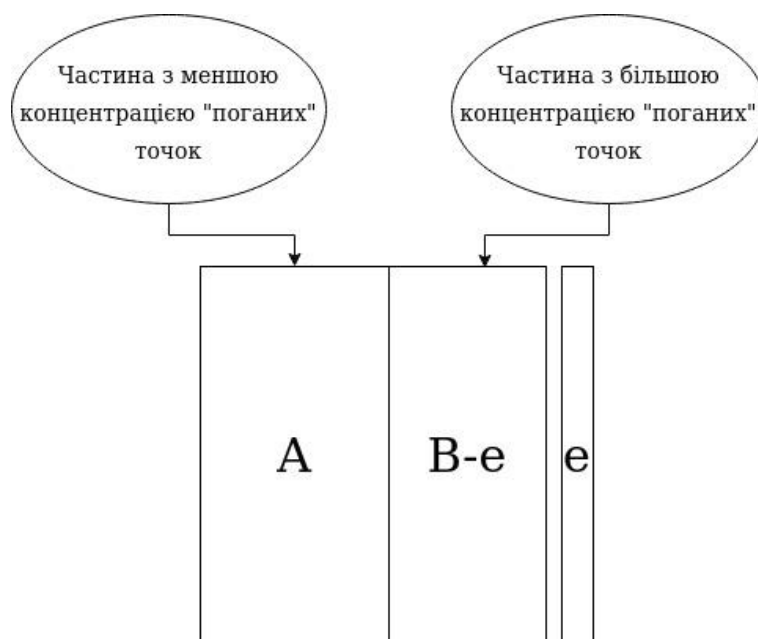 Частина з меншою
концентрацією "поганих"
точок
Частина з більшою
концентрацією "поганих"
точок
A
B-e
e